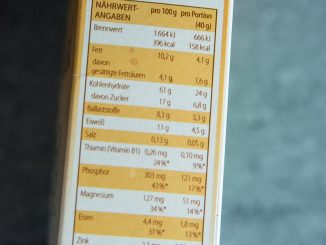 NÄHRWERT-
ANGABEN pro 100 g pro Portion
(40 g)
Brennwert 1.664 kJ 666 kJ
396 kcal 158 kcal
Fett 10,2 g 4,1 g
davon
gesättigte Fettsäuren 4,1 g 1,6 g
Kohlenhydrate 61 g 24 g
davon Zucker 17 g 6,8 g
Ballaststoffe 8,3 g 3,3 g
Eiweiß 11 g 4,5 g
Salz 0,13 g 0,05 g
Thiamin (Vitamin B1) 0,26 mg 0,10 mg
24%* 9%*
Phosphor 303 mg 121 mg
43%* 17%*
Magnesium 127 mg 51 mg
34%* 14%*
Eisen 4,4 mg 1,8 mg
31%* 13%*
Zink